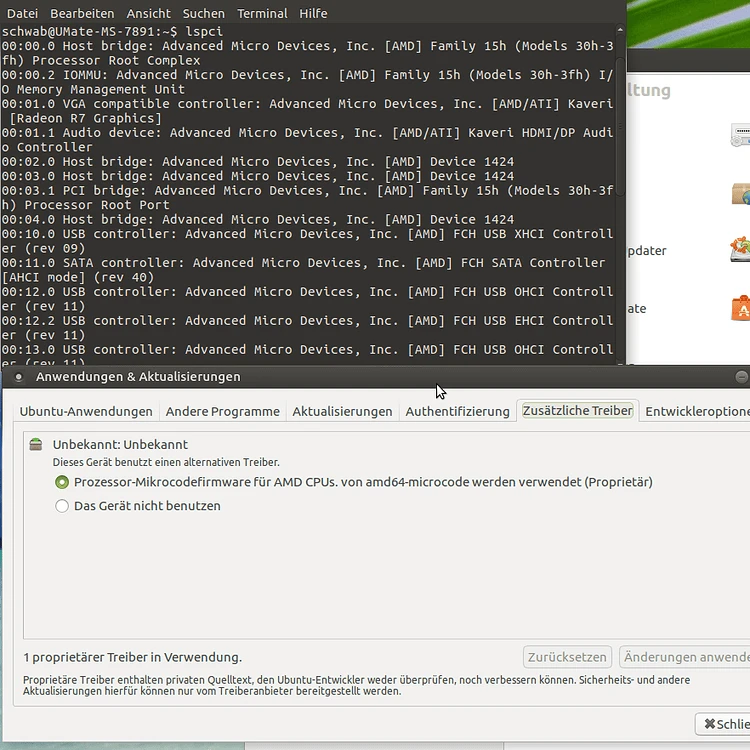 Datei Bearbeiten Ansicht Suchen Terminal Hilfe
schwab@UMate-MS-7891:~$ lspci
00:00.0 Host bridge: Advanced Micro Devices, Inc. [AMD] Family 15h (Models 30h-3
fh) Processor Root Complex
00:00.2 IOMMU: Advanced Micro Devices, Inc. [AMD] Family 15h (Models 30h-3fh) I/
O Memory Management Unit
00:01.0 VGA compatible controller: Advanced Micro Devices, Inc. [AMD/ATI] Kaveri
[Radeon R7 Graphics]
00:01.1 Audio device: Advanced Micro Devices, Inc. [AMD/ATI] Kaveri HDMI/DP Audi
o Controller
00:02.0 Host bridge: Advanced Micro Devices, Inc. [AMD] Device 1424
00:03.0 Host bridge: Advanced Micro Devices, Inc. [AMD] Device 1424
00:03.1 PCI bridge: Advanced Micro Devices, Inc. [AMD] Family 15h (Models 30h-3f
h) Processor Root Port
00:04.0 Host bridge: Advanced Micro Devices, Inc. [AMD] Device 1424
00:10.0 USB controller: Advanced Micro Devices, Inc. [AMD] FCH USB XHCI Controll
er (rev 09)
00:11.0 SATA controller: Advanced Micro Devices, Inc. [AMD] FCH SATA Controller
[AHCI mode] (rev 40)
00:12.0 USB controller: Advanced Micro Devices, Inc. [AMD] FCH USB OHCI Controll
er (rev 11)
00:12.2 USB controller: Advanced Micro Devices, Inc. [AMD] FCH USB EHCI Controll
er (rev 11)
00:13.0 USB controller: Advanced Micro Devices, Inc. [AMD] FCH USB OHCI Controll
er (rev 11)
ltung
pdater
ate
Anwendungen & Aktualisierungen
Ubuntu-Anwendungen Andere Programme Aktualisierungen Authentifizierung Zusätzliche Treiber Entwickleroptione
Unbekannt: Unbekannt
Dieses Gerät benutzt einen alternativen Treiber.
Prozessor-Mikrocodefirmware für AMD CPUs. von amd64-microcode werden verwendet (Proprietär)
Das Gerät nicht benutzen
1 proprietärer Treiber in Verwendung.
Zurücksetzen Änderungen anwende
Proprietäre Treiber enthalten privaten Quelltext, den Ubuntu-Entwickler weder überprüfen, noch verbessern können. Sicherheits- und andere
Aktualisierungen hierfür können nur vom Treiberanbieter bereitgestellt werden.
Schlie